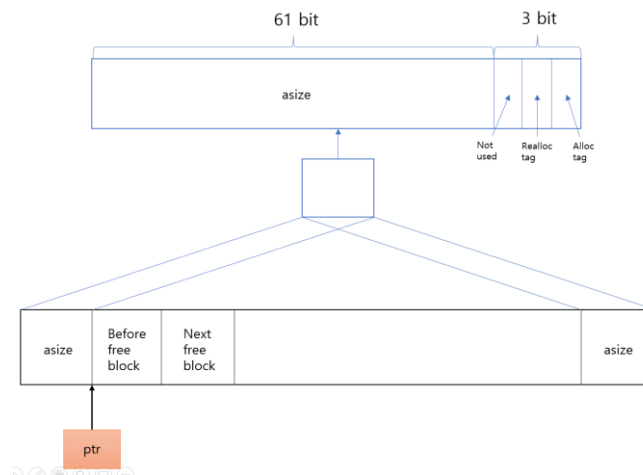 61 bit
3 bit
asize
Not
used
Realloc
tag
Alloc
tag
asize
Before
free
block
Next
free
block
asize
ptr